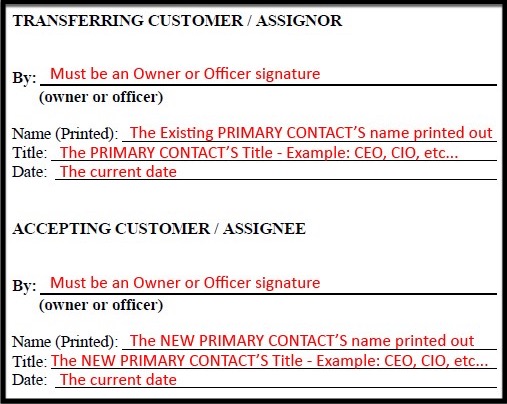 TRANSFERRING CUSTOMER / ASSIGNOR
By: Must be an Owner or Officer signature
(owner or officer)
Name (Printed): The Existing PRIMARY CONTACT'S name printed out
Title: The PRIMARY CONTACT'S Title - Example: CEO, CIO, etc...
Date: The current date
ACCEPTING CUSTOMER / ASSIGNEE
By: Must be an Owner or Officer signature
(owner or officer)
Name (Printed): The NEW PRIMARY CONTACT'S name printed out
Title: The NEW PRIMARY CONTACT'S Title - Example: CEO, CIO, etc...
Date: The current date